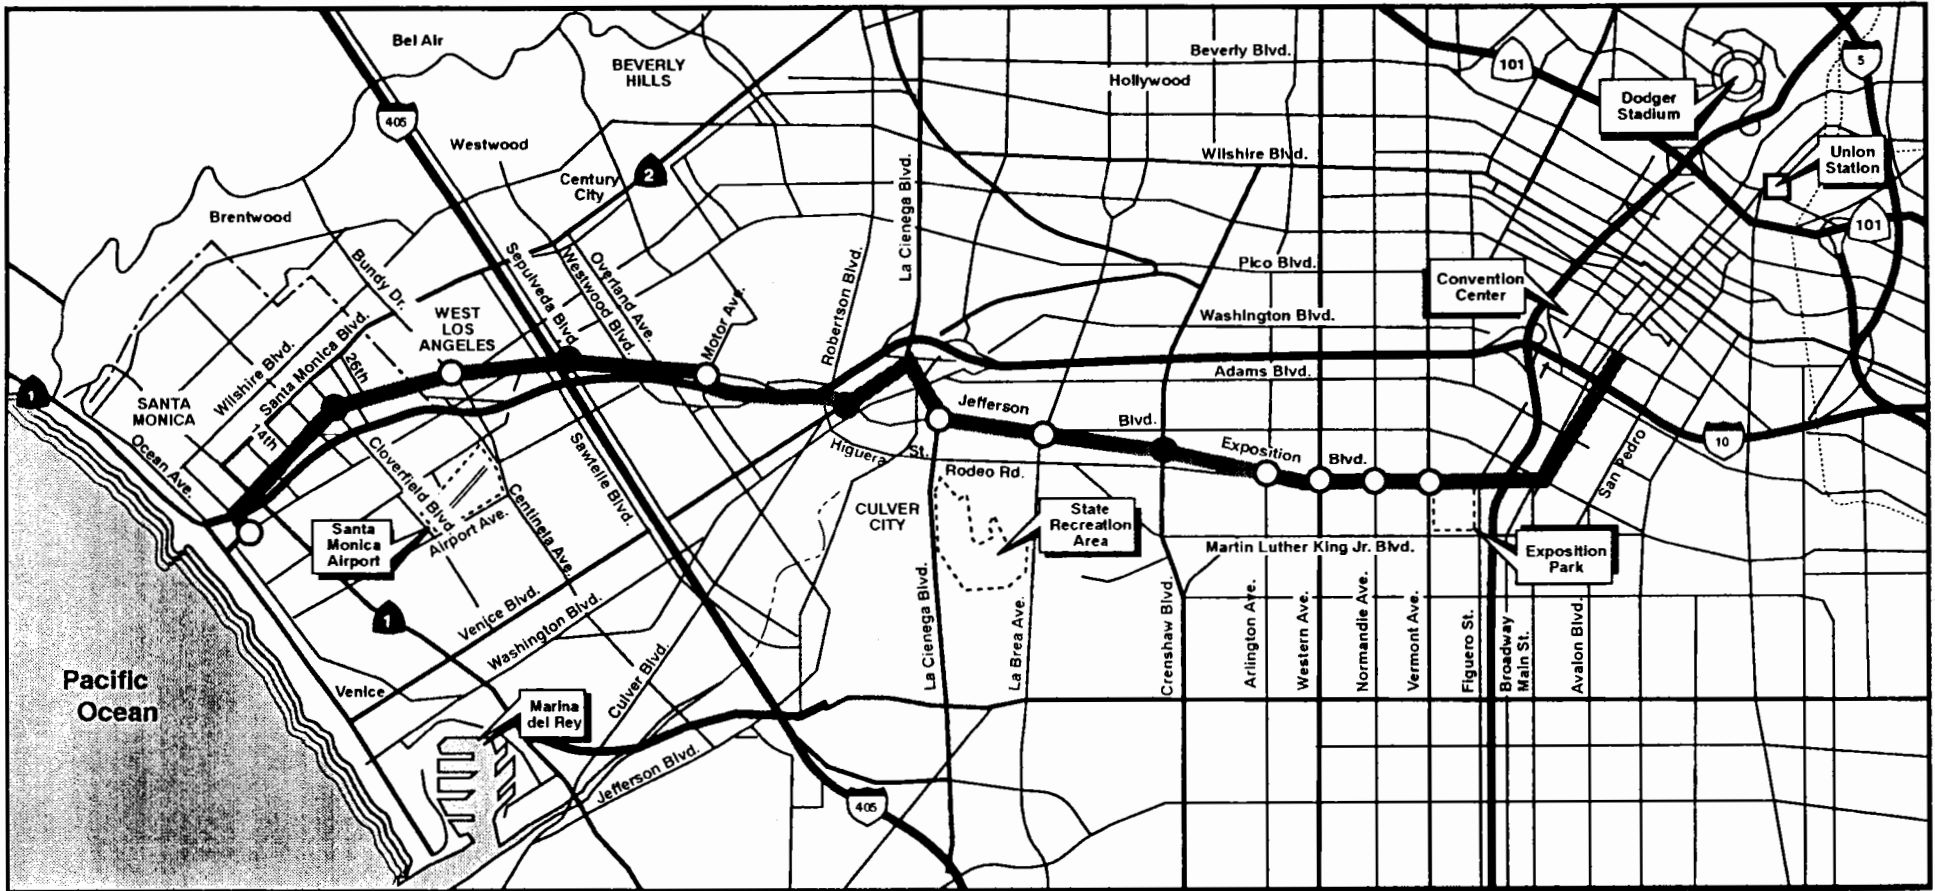 Bel Air
BEVERLY
HILLS
Beverly Blvd.
Hollywood
101
5
Dodger
Stadium
405
Westwood
Century
City
2
Wilshire Blvd.
Union
Station
La Cienega Blvd.
Brentwood
101
Bundy Dr.
Sepulveda Blvd.
Westwood Blvd.
Overland Ave.
Motor Ave.
Robertson Blvd.
Pico Blvd.
Convention
Center
WEST
LOS
ANGELES
Washington Blvd.
Wilshire Blvd.
Santa Monica Blvd.
26th
Adams Blvd.
1
SANTA
MONICA
14th
Ocean Ave.
Jefferson
Blvd.
Exposition
Blvd.
10
San Pedro
Higuera
St.
Rodeo Rd.
Cloverfield Blvd.
Sawtelle Blvd.
Centinela Ave.
Airport Ave.
Santa
Monica
Airport
CULVER
CITY
State
Recreation
Area
Martin Luther King Jr. Blvd.
Exposition
Park
La Cienega Blvd.
La Brea Ave.
Crenshaw Blvd.
Arlington Ave.
Western Ave.
Normandie Ave.
Vermont Ave.
Figuero St.
Broadway
Main St.
Avalon Blvd.
1
Venice Blvd.
Washington Blvd.
Culver Blvd.
Venice
Pacific
Ocean
Marina
del Rey
Jefferson Blvd.
405